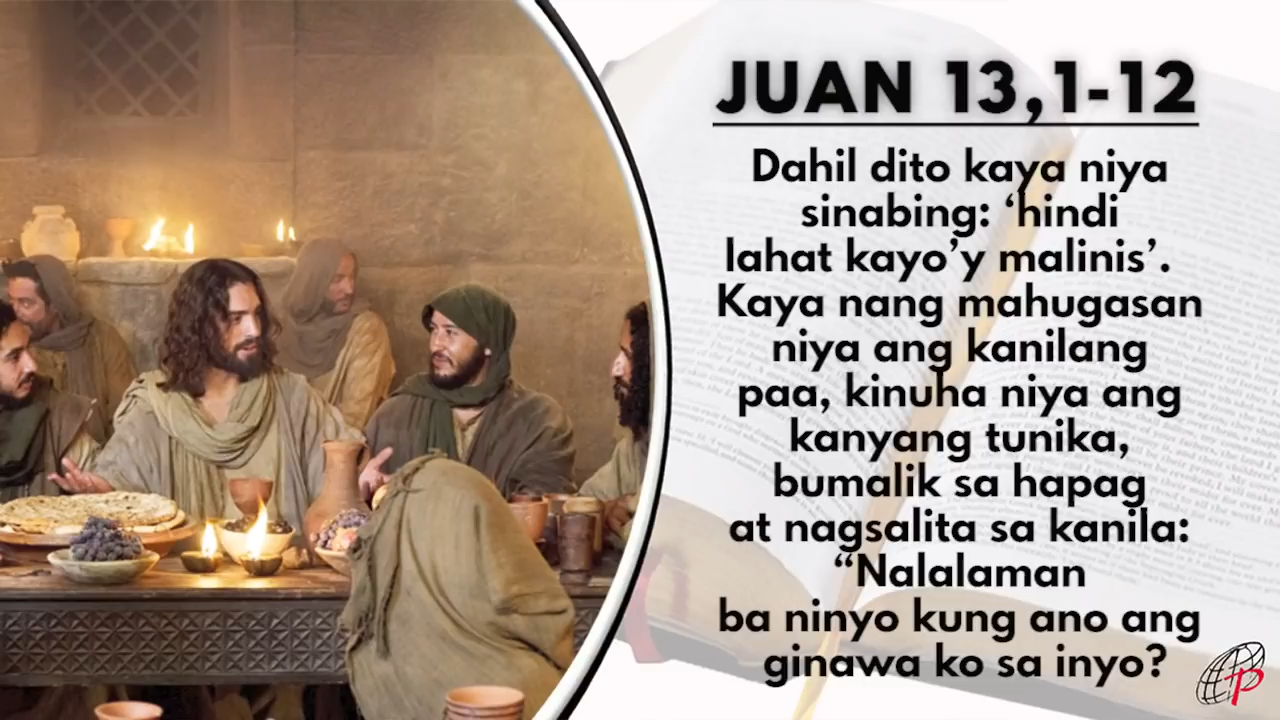 JUAN 13,1-12
Dahil dito kaya niya
sinabing: ‘hindi
lahat kayo’y malinis’.
Kaya nang mahugasan
niya ang kanilang
paa, kinuha niya ang
kanyang tunika,
bumalik sa hapag
at nagsalita sa kanila:
“Nalalaman
ba ninyo kung ano ang
ginawa ko sa inyo?